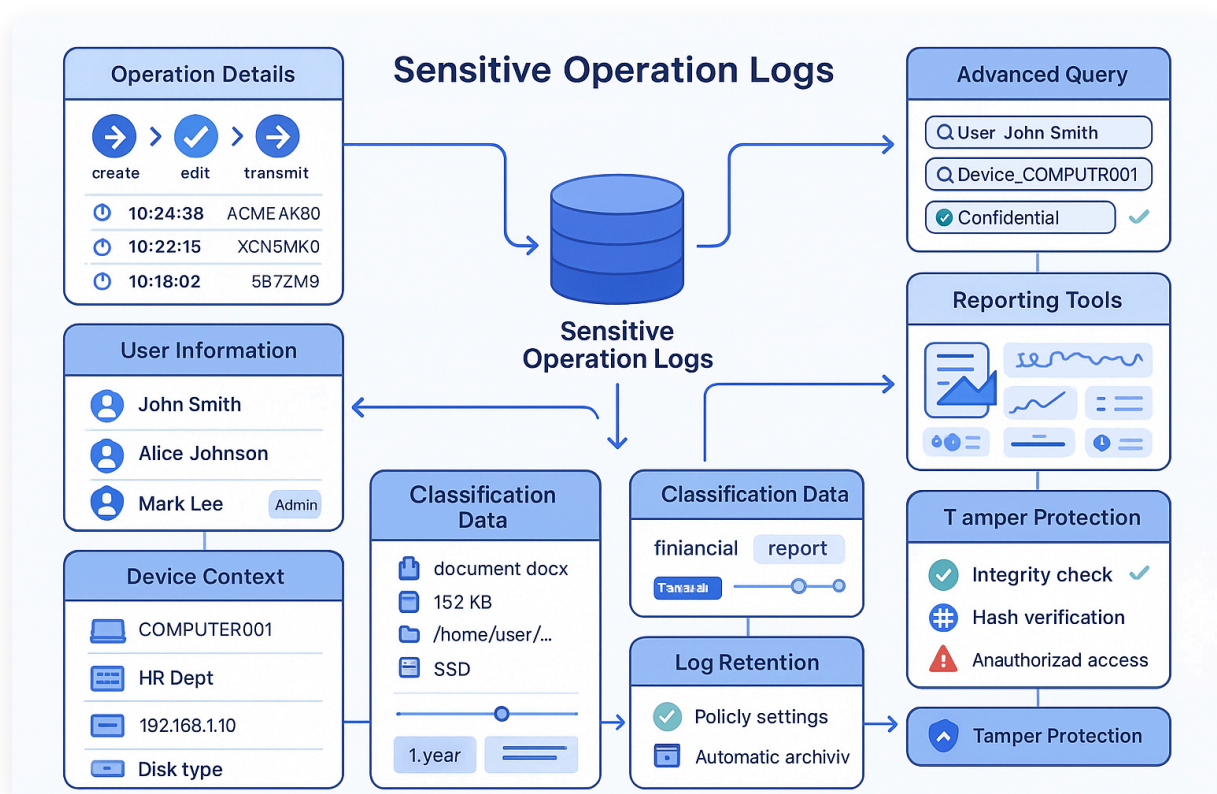 Sensitive Operation Logs
Operation Details
create
edit
transmit
10:24:38 ACMEAK80
10:22:15 XCN5MK0
10:18:02 5B7ZM9
User Information
John Smith
Alice Johnson
Mark Lee Admin
Device Context
COMPUTER001
HR Dept
192.168.1.10
Disk type
Sensitive
Operation Logs
Classification
Data
document docx
152 KB
/home/user/...
SSD
1.year
Classification Data
finiancial report
Log Retention
Policly settings
Automatic archiviv
Advanced Query
User John Smith
Device_COMPUTR001
Confidential
Reporting Tools
T amper Protection
Integrity check
Hash verification
Anauthorizad access
Tamper Protection